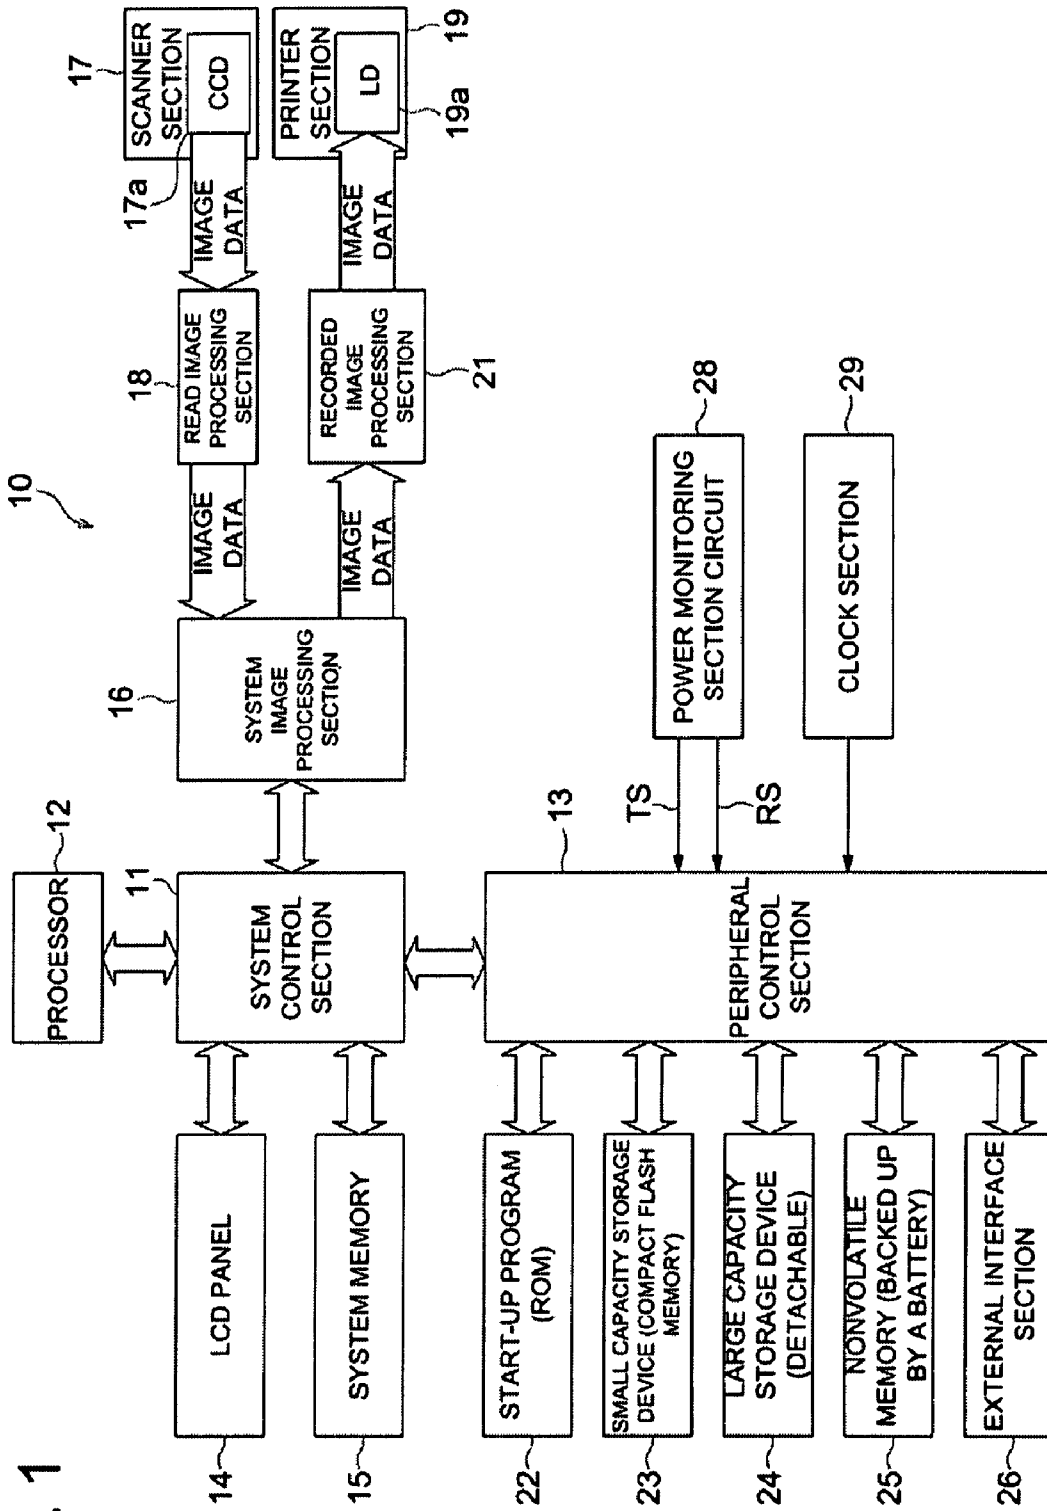 . 1
10
12
PROCESSOR
11
SYSTEM
CONTROL
SECTION
14
LCD PANEL
15
SYSTEM MEMORY
16
SYSTEM
IMAGE
PROCESSING
SECTION
IMAGE
DATA
18
READ IMAGE
PROCESSING
SECTION
IMAGE
DATA
17
SCANNER
SECTION
CCD
17a
IMAGE
DATA
RECORDED
IMAGE
PROCESSING
SECTION
21
IMAGE
DATA
PRINTER
SECTION
LD
19
19a
13
PERIPHERAL
CONTROL
SECTION
22
START-UP PROGRAM
(ROM)
23
SMALL CAPACITY STORAGE
DEVICE (COMPACT FLASH
MEMORY)
24
LARGE CAPACITY
STORAGE DEVICE
(DETACHABLE)
25
NONVOLATILE
MEMORY (BACKED UP
BY A BATTERY)
26
EXTERNAL INTERFACE
SECTION
TS
RS
POWER MONITORING
SECTION CIRCUIT
28
CLOCK SECTION
29